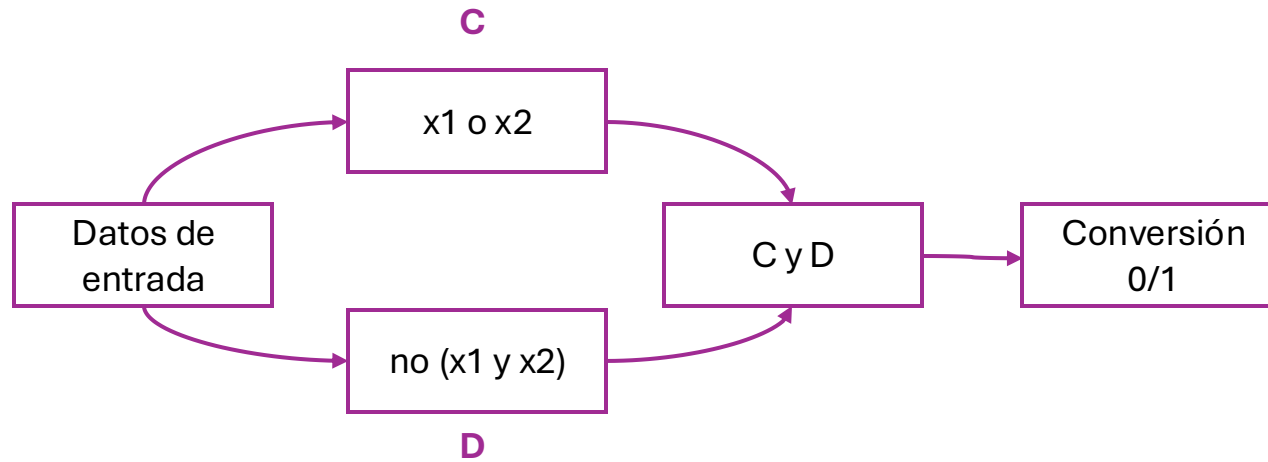 C
x1 o x2
Datos de
entrada
C y D
Conversión
0/1
no (x1 y x2)
D